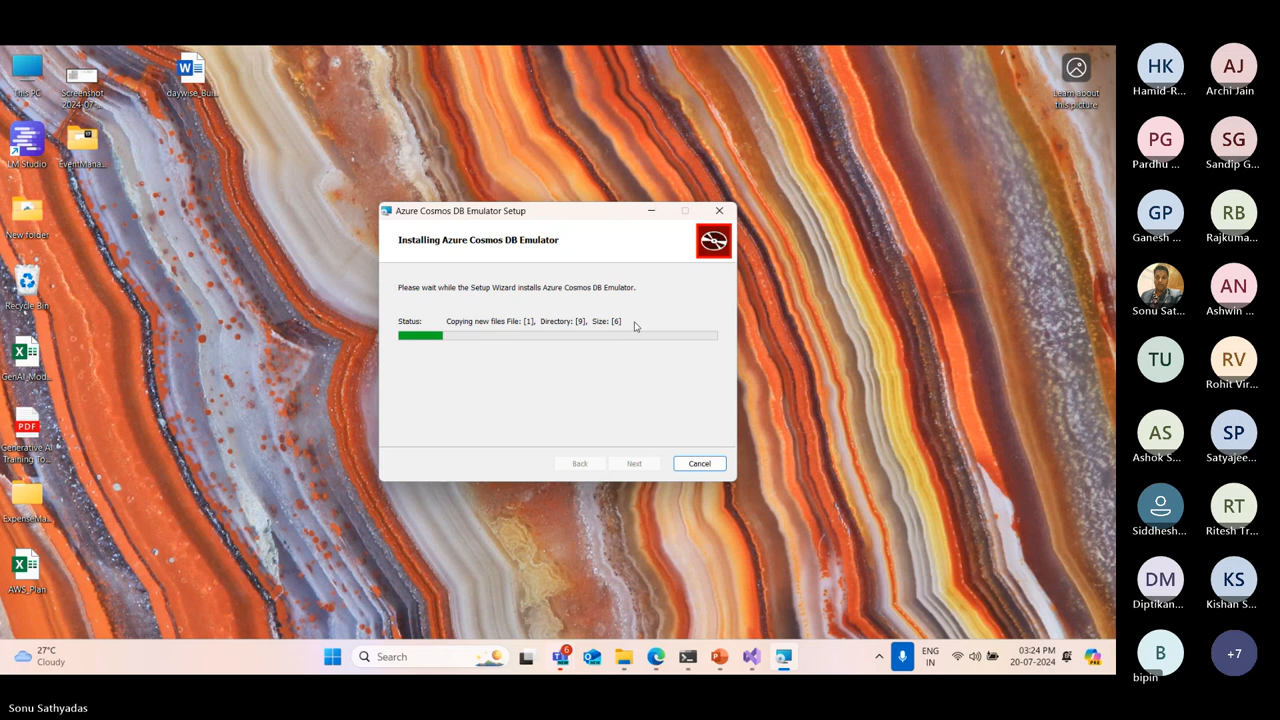 This PC
Screenshot
2024-07-...
daywise_Bui...
LM Studio
EventMana...
New folder
Recycle Bin
GenAI_Mod...
PDF
Generative AI
Training To...
ExpenseMa...
AWS_Plan
Learn about
this picture
Azure Cosmos DB Emulator Setup
Installing Azure Cosmos DB Emulator
Please wait while the Setup Wizard installs Azure Cosmos DB Emulator.
Status: Copying new files File: [1], Directory: [9], Size: [6]
Back
Next
Cancel
27°C
Cloudy
Search
6
ENG
IN
03:24 PM
20-07-2024
HK
Hamid-R...
AJ
Archi Jain
PG
Pardhu ...
SG
Sandip G...
GP
Ganesh ...
RB
Rajkuma...
Sonu Sat...
AN
Ashwin ...
TU
RV
Rohit Vir...
AS
Ashok S...
SP
Satyajee...
Siddhesh...
RT
Ritesh Tr...
DM
Diptikan...
KS
Kishan S...
B
bipin
+7
Sonu Sathyadas